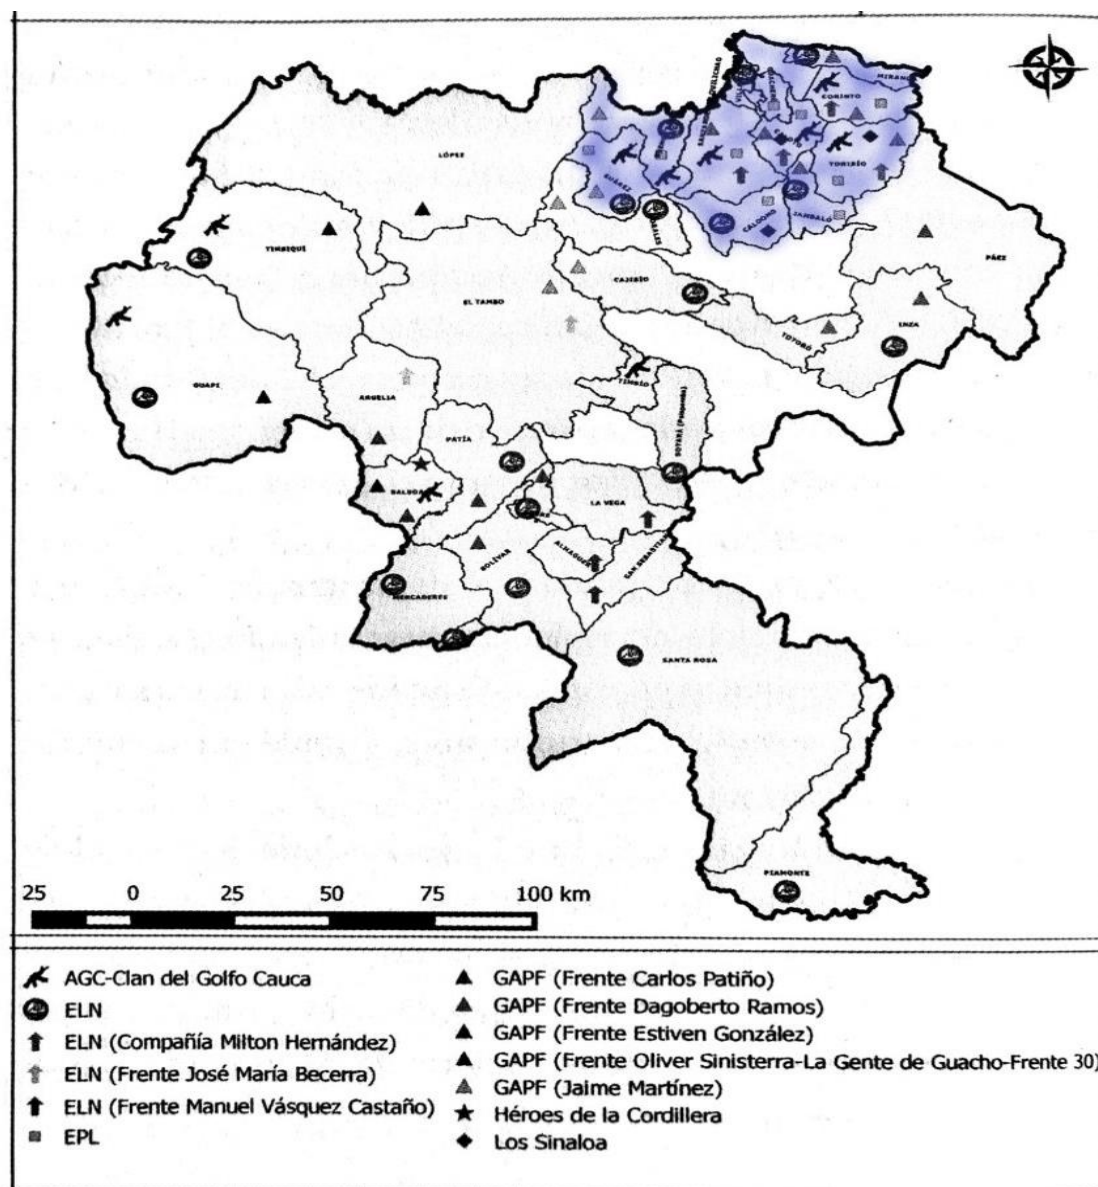 MIRAN
CORINTO
LÓPEZ
TORIBÍO
SUÁREZ
CALDONO
JAMBALÓ
TIMBIQUÍ
PÁEZ
CAJIBÍO
EL TAMBO
INZA
TOTORÓ
GUAPI
TIMBÍO
ARGELIA
SOTARÁ
PATÍA
BALBOA
LA VEGA
BOLÍVAR
ALMAGUER
SAN SEBASTIÁN
MERCADERES
SANTA ROSA
PIAMONTE
25 0 25 50 75 100 km
AGC-Clan del Golfo Cauca
ELN
ELN (Compañía Milton Hernández)
ELN (Frente José María Becerra)
ELN (Frente Manuel Vásquez Castaño)
EPL
GAPF (Frente Carlos Patiño)
GAPF (Frente Dagoberto Ramos)
GAPF (Frente Estiven González)
GAPF (Frente Oliver Sinisterra-La Gente de Guacho-Frente 30)
GAPF (Jaime Martínez)
Héroes de la Cordillera
Los Sinaloa